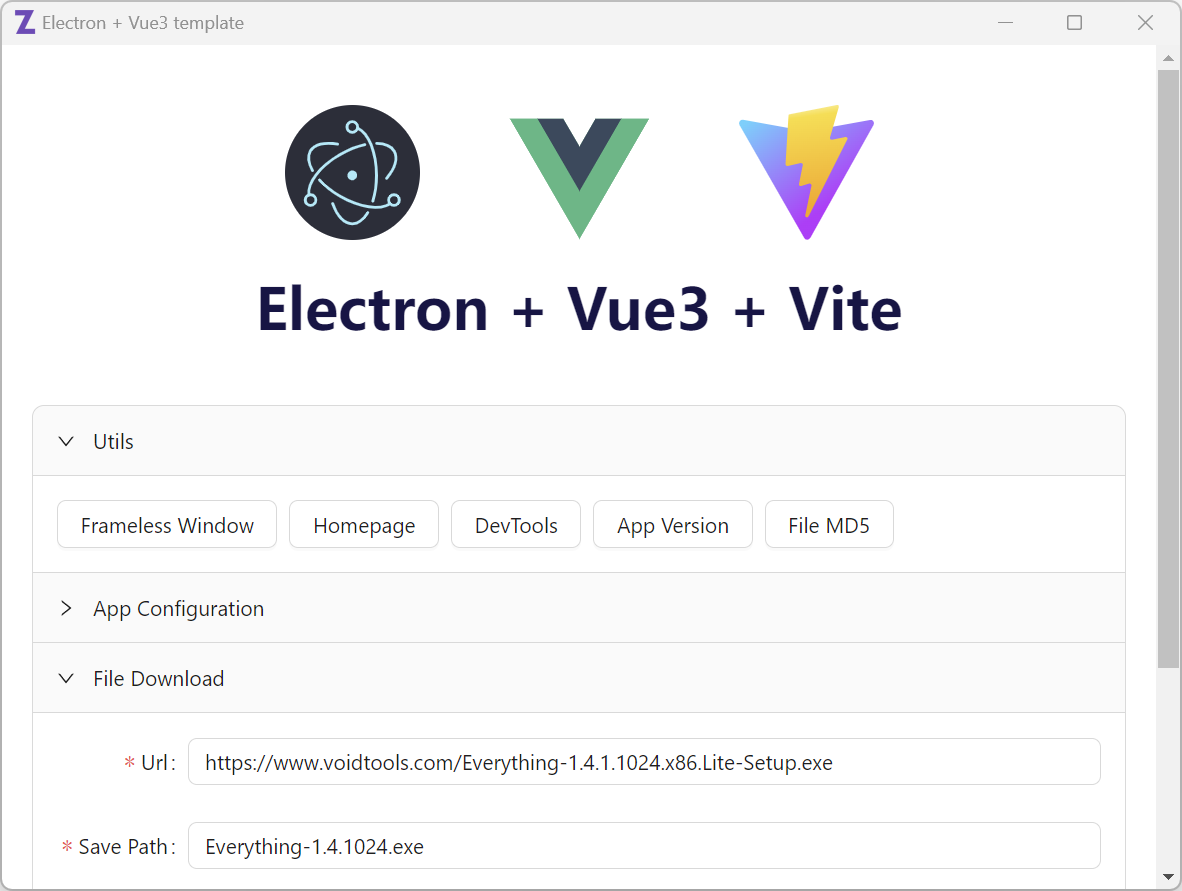 Electron + Vue3 template
Electron + Vue3 + Vite
Utils
Frameless Window Homepage DevTools App Version File MD5
App Configuration
File Download
* Url: https://www.voidtools.com/Everything-1.4.1.1024.x86.Lite-Setup.exe
* Save Path: Everything-1.4.1024.exe